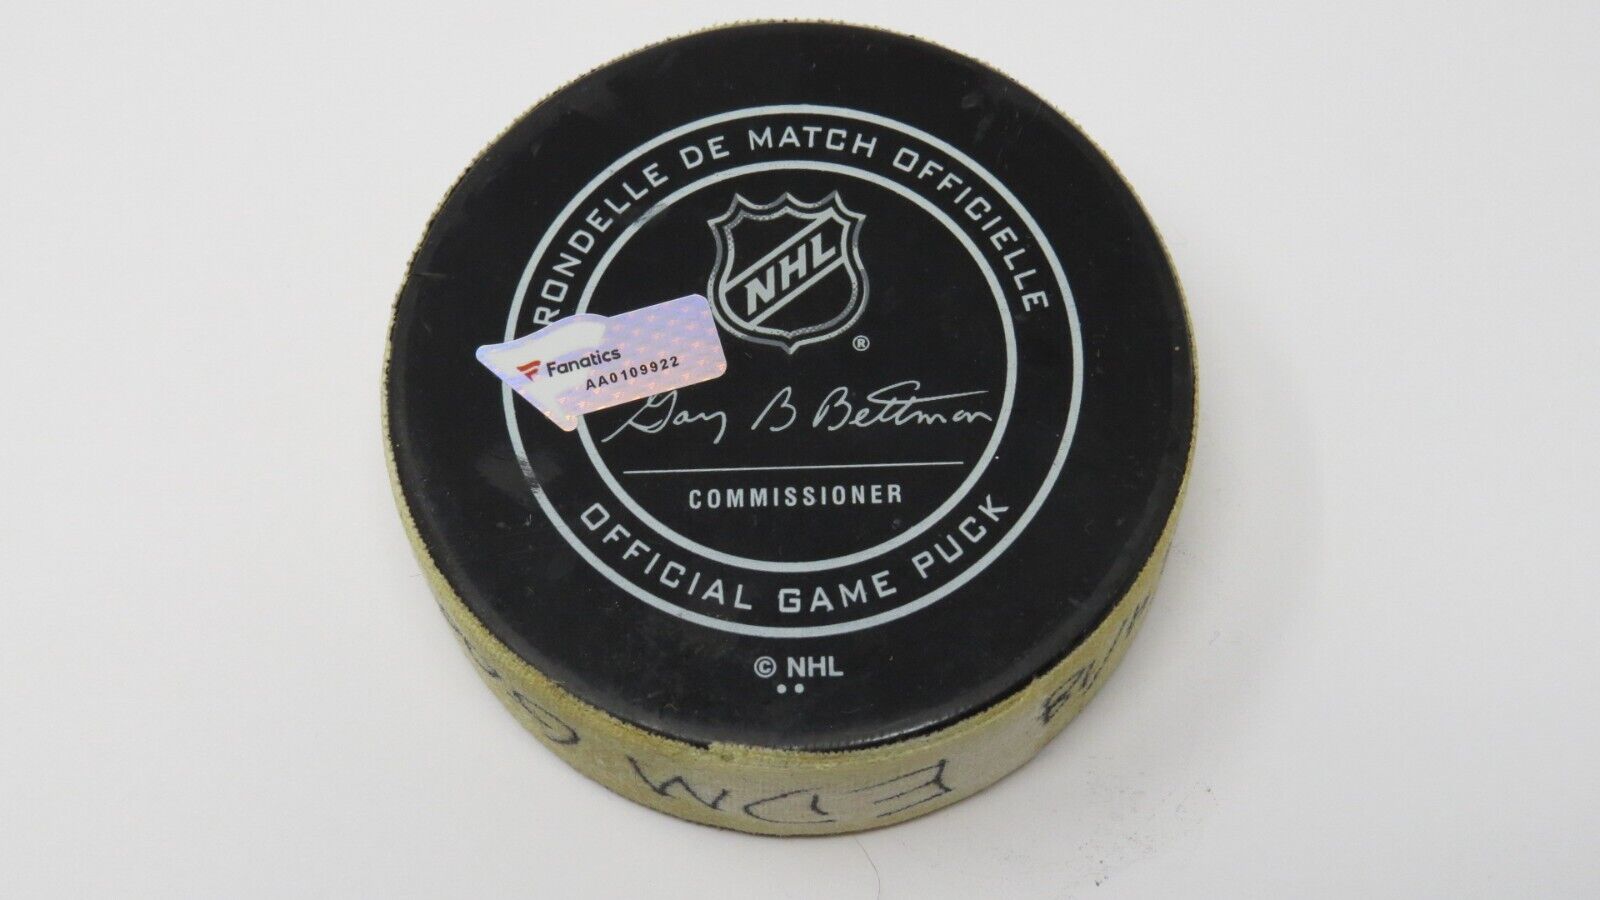 RONDELLE DE MATCH OFFICIELLE
NHL
®
Fanatics
AA0109922
Gary B Bettman
COMMISSIONER
OFFICIAL GAME PUCK
© NHL
EDM